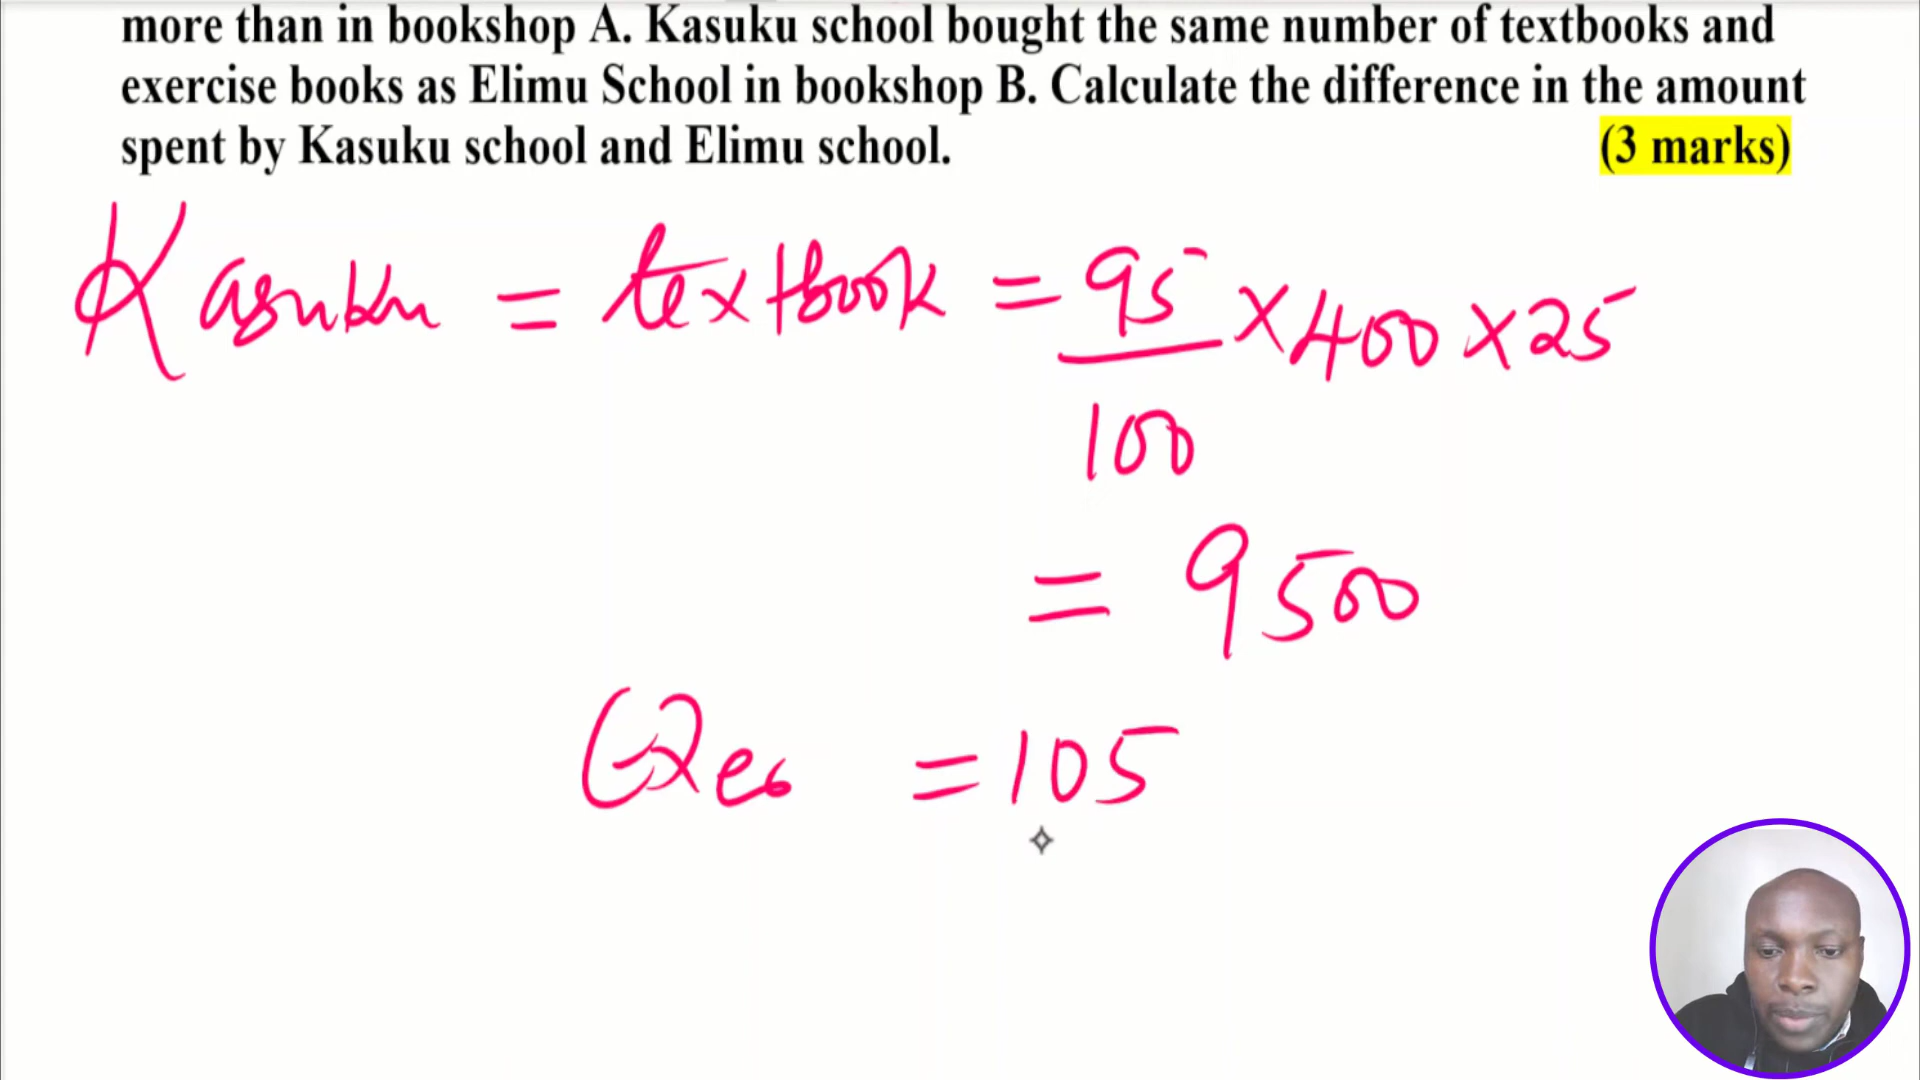 more than in bookshop A. Kasuku school bought the same number of textbooks and
exercise books as Elimu School in bookshop B. Calculate the difference in the amount
spent by Kasuku school and Elimu school. (3 marks)
Kasuku = textbook = 95/100 × 400 × 25
= 9500
= 105